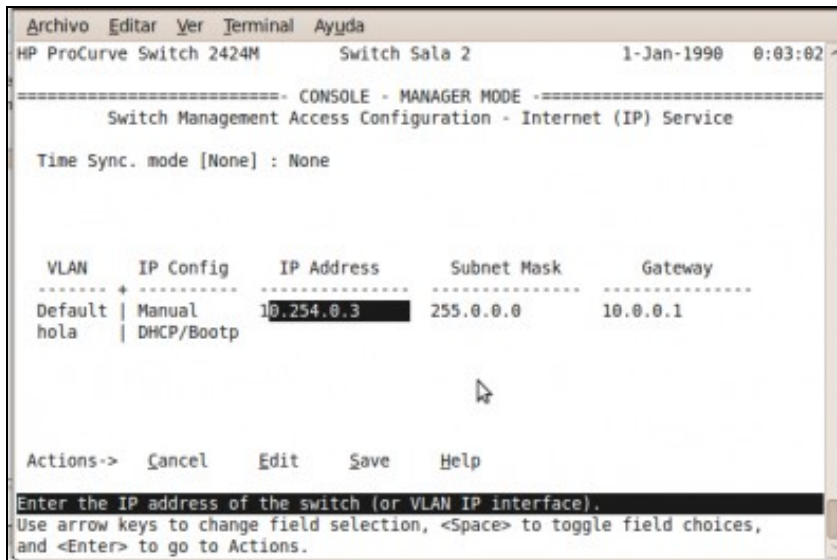 Archivo Editar Ver Terminal Ayuda
HP ProCurve Switch 2424M Switch Sala 2 1-Jan-1990 0:03:02
===========================- CONSOLE - MANAGER MODE -============================
Switch Management Access Configuration - Internet (IP) Service
Time Sync. mode [None] : None
VLAN IP Config IP Address Subnet Mask Gateway
------- + ---------- --------------- --------------- ---------------
Default | Manual 10.254.0.3 255.0.0.0 10.0.0.1
hola | DHCP/Bootp
Actions-> Cancel Edit Save Help
Enter the IP address of the switch (or VLAN IP interface).
Use arrow keys to change field selection, <Space> to toggle field choices,
and <Enter> to go to Actions.